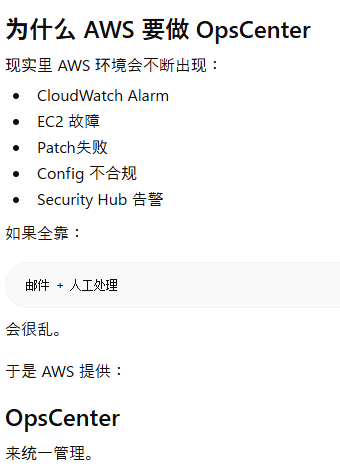 为什么 AWS 要做 OpsCenter
现实里 AWS 环境会不断出现：
• CloudWatch Alarm
• EC2 故障
• Patch失败
• Config 不合规
• Security Hub 告警
如果全靠：
邮件 + 人工处理
会很乱。
于是 AWS 提供：
OpsCenter
来统一管理。